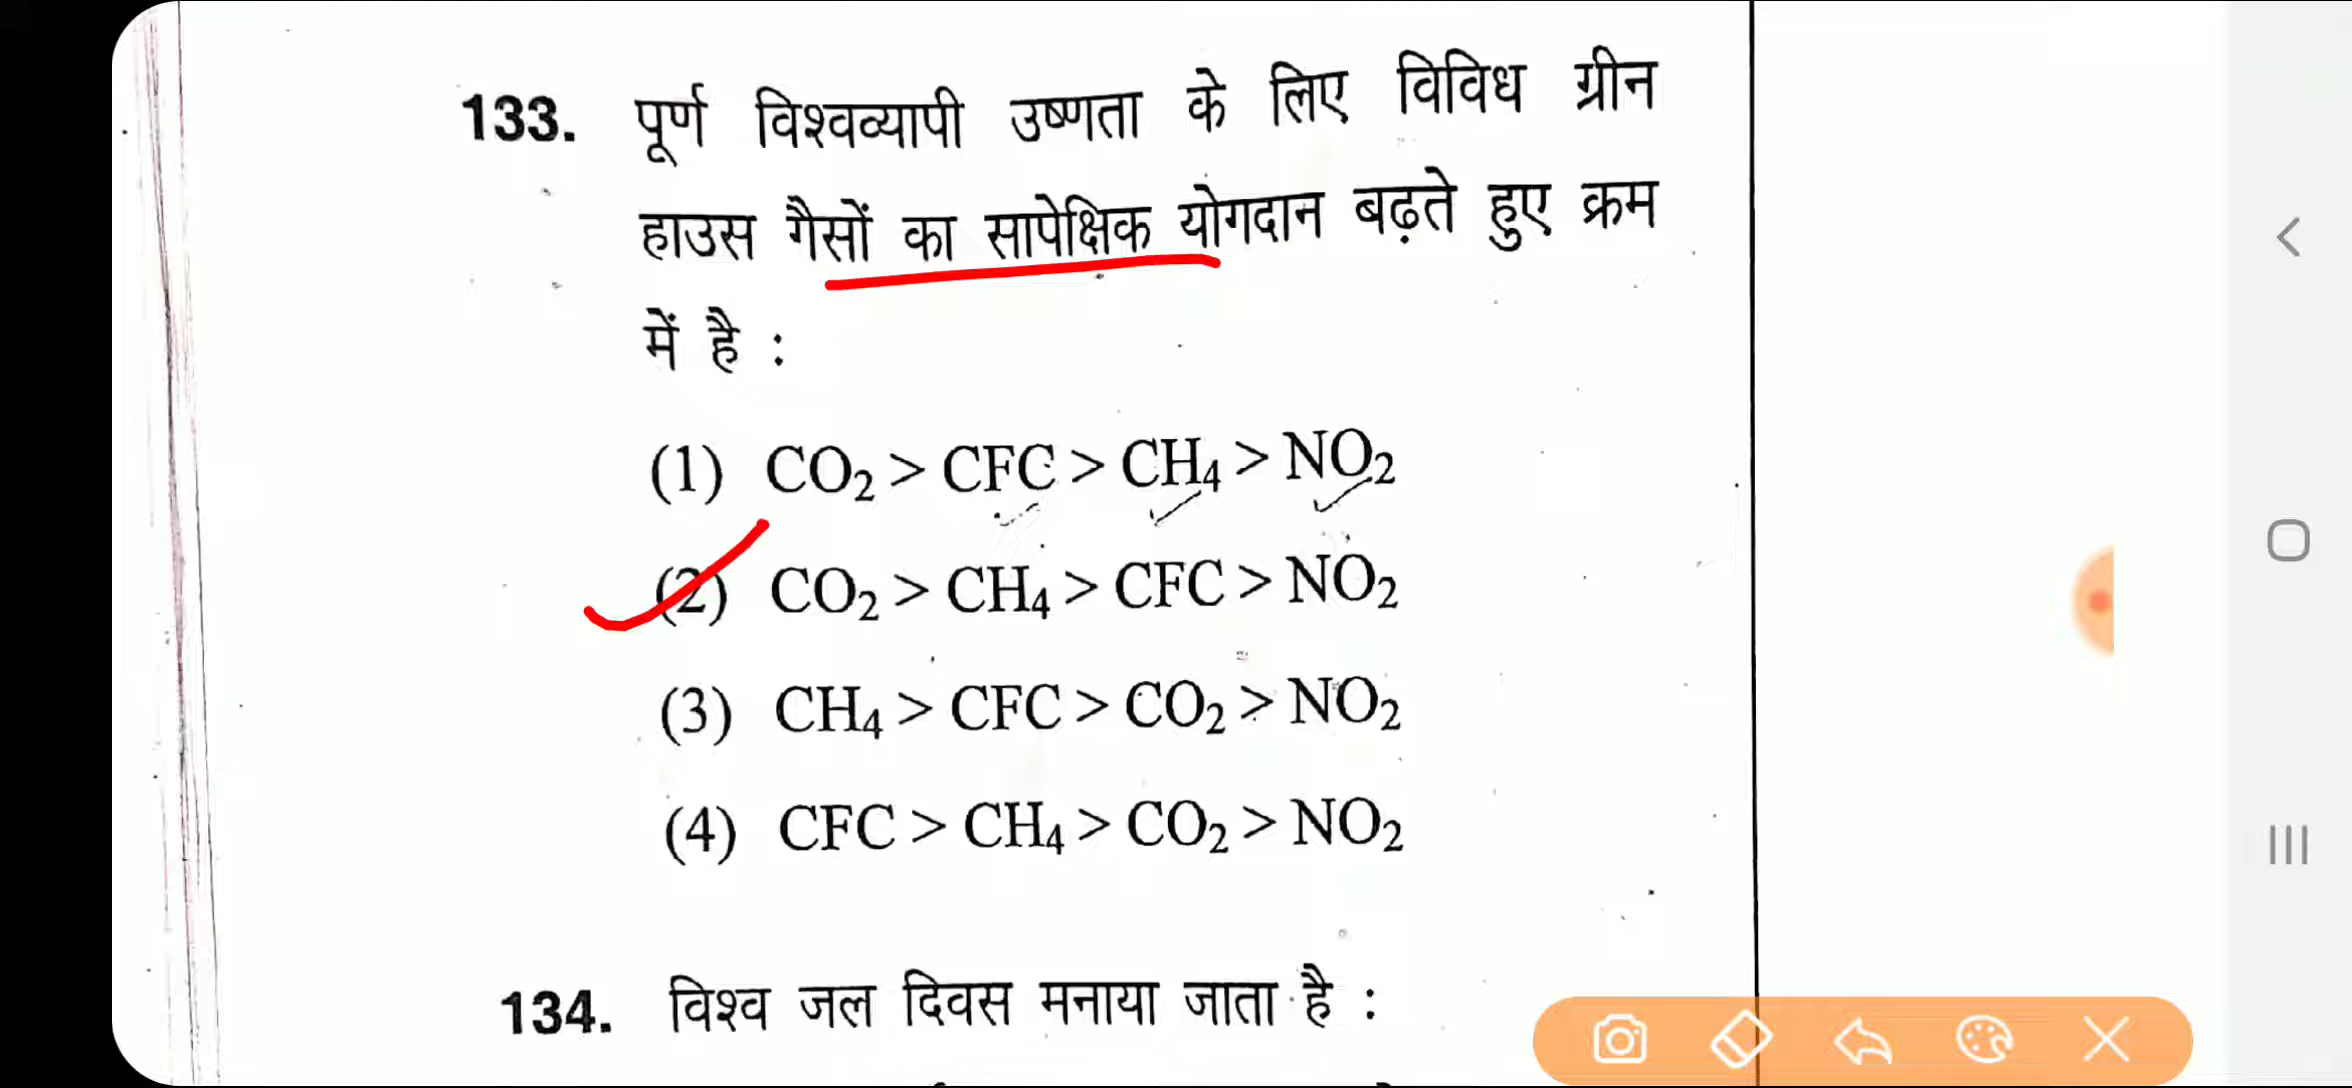 133. पूर्ण विश्वव्यापी उष्णता के लिए विविध ग्रीन
हाउस गैसों का सापेक्षिक योगदान बढ़ते हुए क्रम
में है :
(1) CO₂ > CFC > CH₄ > NO₂
(2) CO₂ > CH₄ > CFC > NO₂
(3) CH₄ > CFC > CO₂ > NO₂
(4) CFC > CH₄ > CO₂ > NO₂
134. विश्व जल दिवस मनाया जाता है :